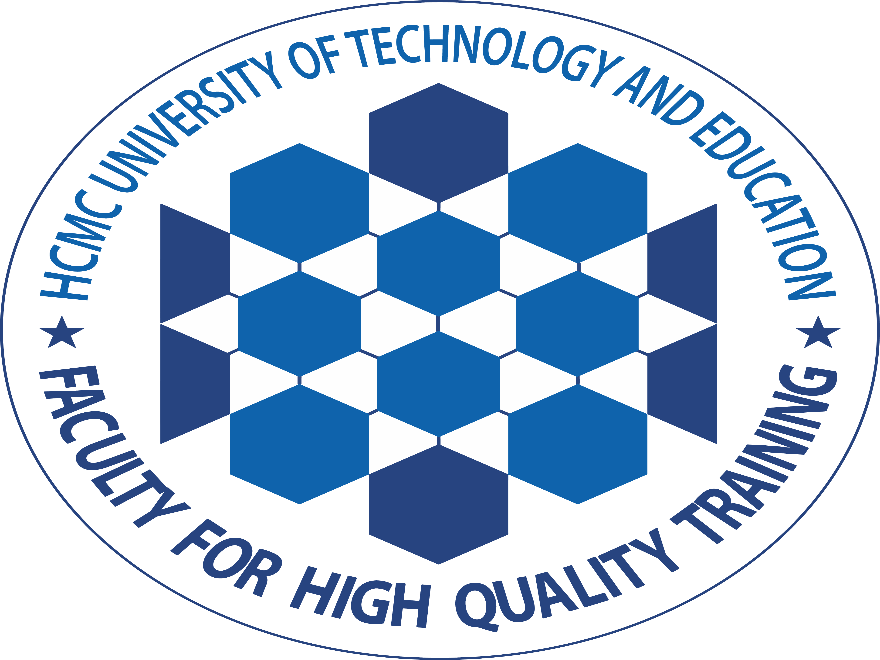 HCMC UNIVERSITY OF TECHNOLOGY AND EDUCATION
FACULTY FOR HIGH QUALITY TRAINING